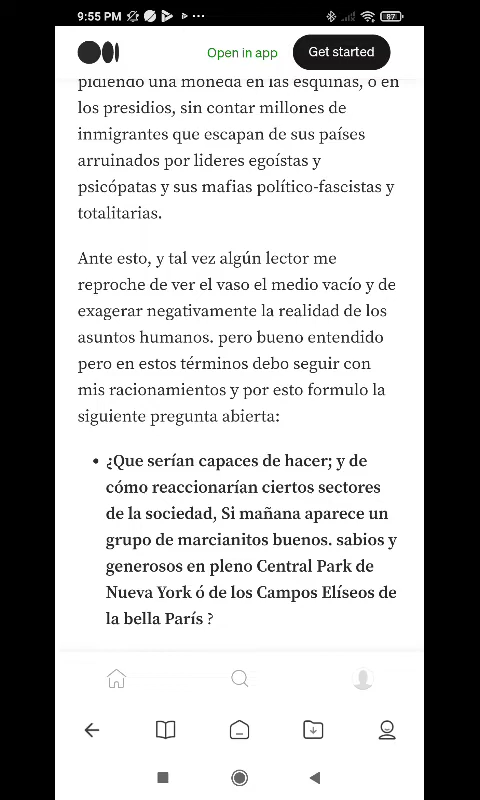 9:55 PM
87
Open in app
Get started
pidiendo una moneda en las esquinas, o en
los presidios, sin contar millones de
inmigrantes que escapan de sus países
arruinados por lideres egoístas y
psicópatas y sus mafias político-fascistas y
totalitarias.
Ante esto, y tal vez algún lector me
reproche de ver el vaso el medio vacío y de
exagerar negativamente la realidad de los
asuntos humanos. pero bueno entendido
pero en estos términos debo seguir con
mis racionamientos y por esto formulo la
siguiente pregunta abierta:
• ¿Que serían capaces de hacer; y de
cómo reaccionarían ciertos sectores
de la sociedad, Si mañana aparece un
grupo de marcianitos buenos. sabios y
generosos en pleno Central Park de
Nueva York ó de los Campos Elíseos de
la bella París ?